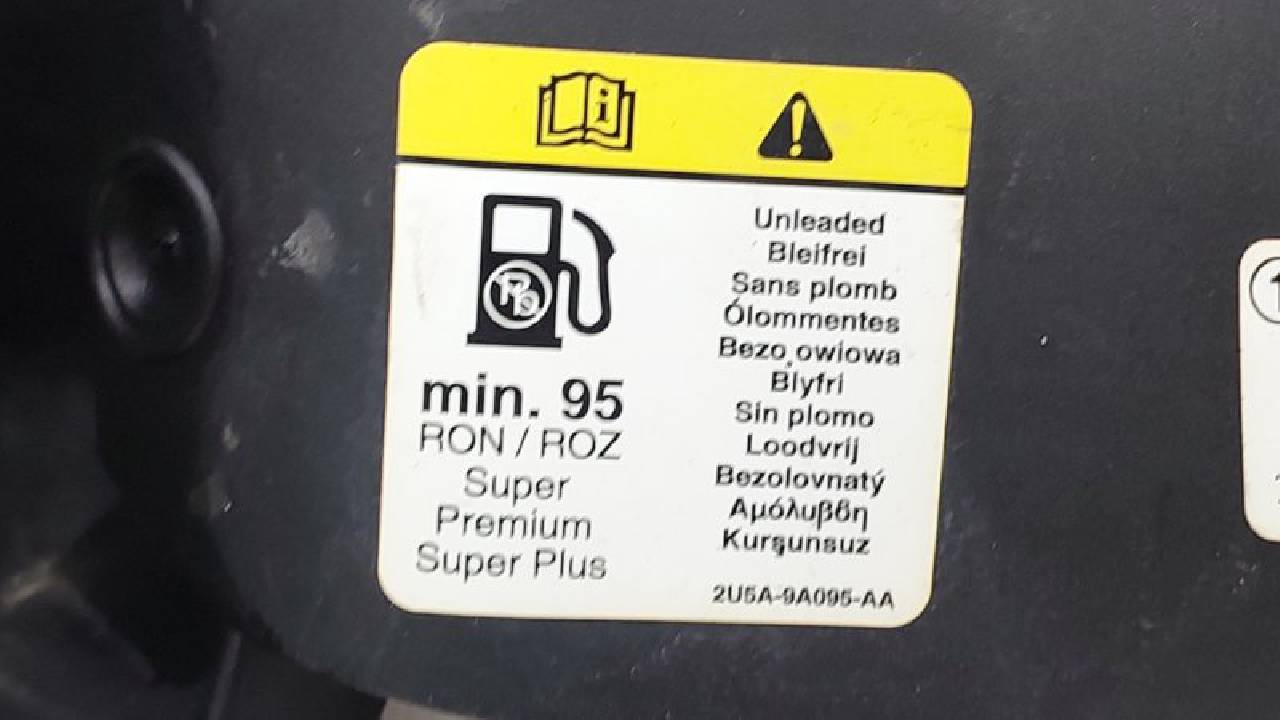 min. 95
RON / ROZ
Super
Premium
Super Plus
Unleaded
Bleifrei
Sans plomb
Ólommentes
Bezo,owiowa
Blyfri
Sin plomo
Loodvrij
Bezolovnatý
Αμόλυβδη
Kurşunsuz
2U5A-9A095-AA